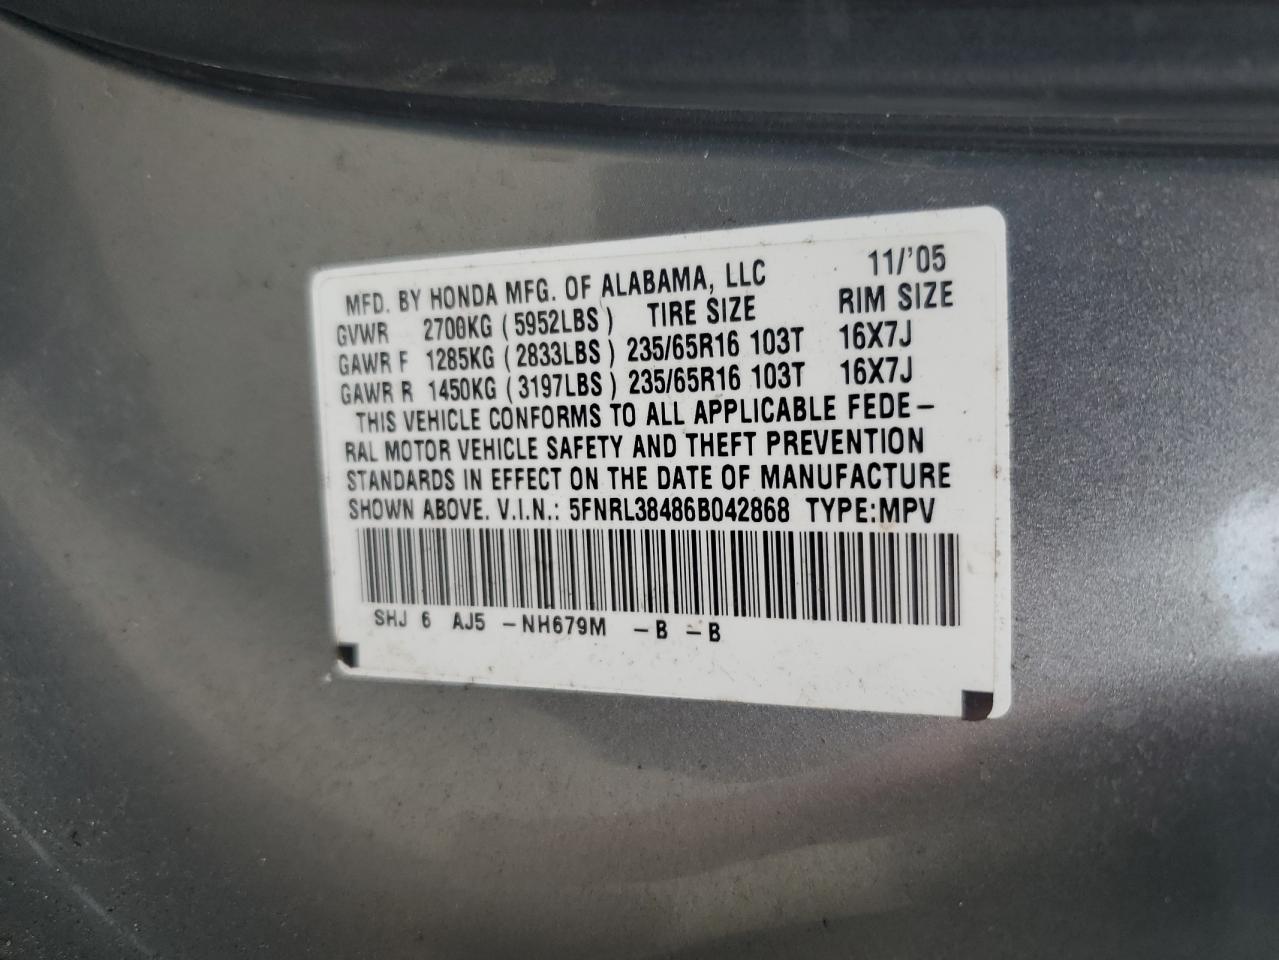 MFD. BY HONDA MFG. OF ALABAMA, LLC 11/'05
GVWR 2700KG (5952LBS) TIRE SIZE RIM SIZE
GAWR F 1285KG (2833LBS) 235/65R16 103T 16X7J
GAWR R 1450KG (3197LBS) 235/65R16 103T 16X7J
THIS VEHICLE CONFORMS TO ALL APPLICABLE FEDE-
RAL MOTOR VEHICLE SAFETY AND THEFT PREVENTION
STANDARDS IN EFFECT ON THE DATE OF MANUFACTURE
SHOWN ABOVE. V.I.N.: 5FNRL38486B042868 TYPE:MPV
SHJ 6 AJ5 -NH679M -B -B